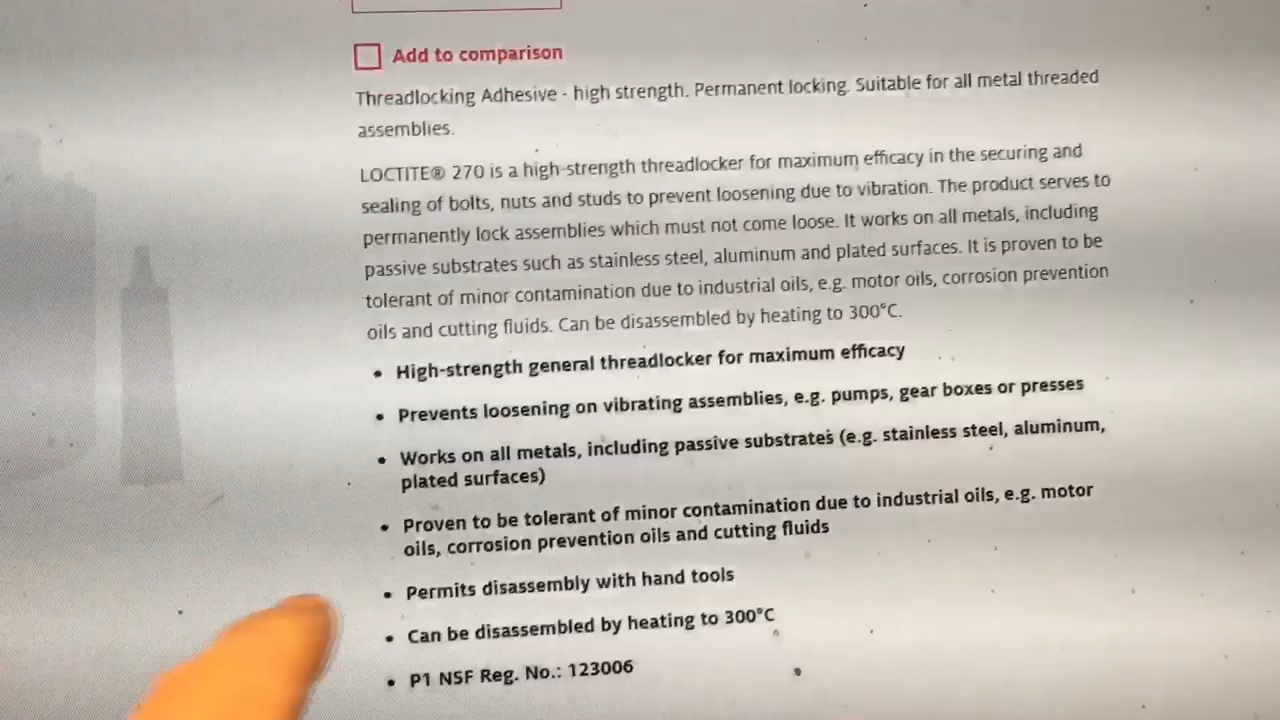 Add to comparison
Threadlocking Adhesive - high strength. Permanent locking. Suitable for all metal threaded
assemblies.
LOCTITE® 270 is a high-strength threadlocker for maximum efficacy in the securing and
sealing of bolts, nuts and studs to prevent loosening due to vibration. The product serves to
permanently lock assemblies which must not come loose. It works on all metals, including
passive substrates such as stainless steel, aluminum and plated surfaces. It is proven to be
tolerant of minor contamination due to industrial oils, e.g. motor oils, corrosion prevention
oils and cutting fluids. Can be disassembled by heating to 300°C.
• High-strength general threadlocker for maximum efficacy
• Prevents loosening on vibrating assemblies, e.g. pumps, gear boxes or presses
• Works on all metals, including passive substrates (e.g. stainless steel, aluminum,
plated surfaces)
• Proven to be tolerant of minor contamination due to industrial oils, e.g. motor
oils, corrosion prevention oils and cutting fluids
• Permits disassembly with hand tools
• Can be disassembled by heating to 300°C
• P1 NSF Reg. No.: 123006